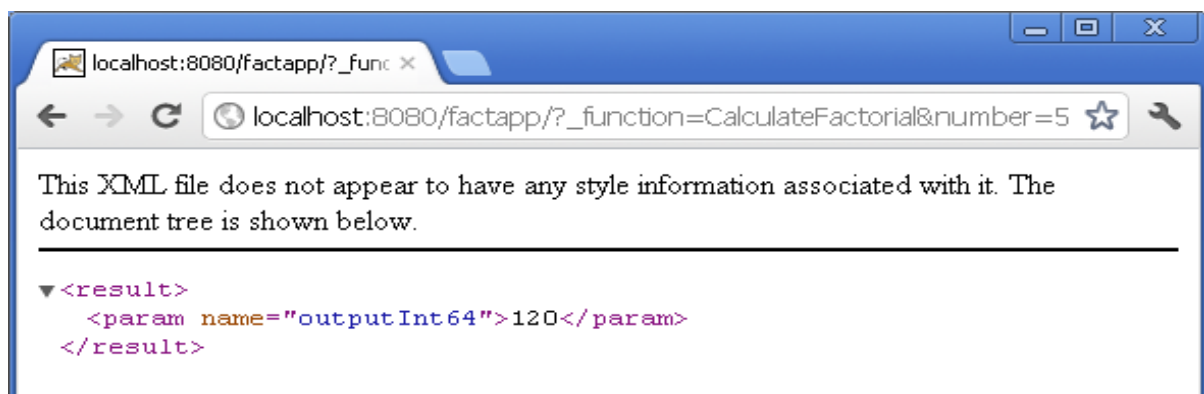 localhost:8080/factapp/?_func
localhost:8080/factapp/?_function=CalculateFactorial&number=5
This XML file does not appear to have any style information associated with it. The
document tree is shown below.
▼<result>
<param name="outputInt64">120</param>
</result>